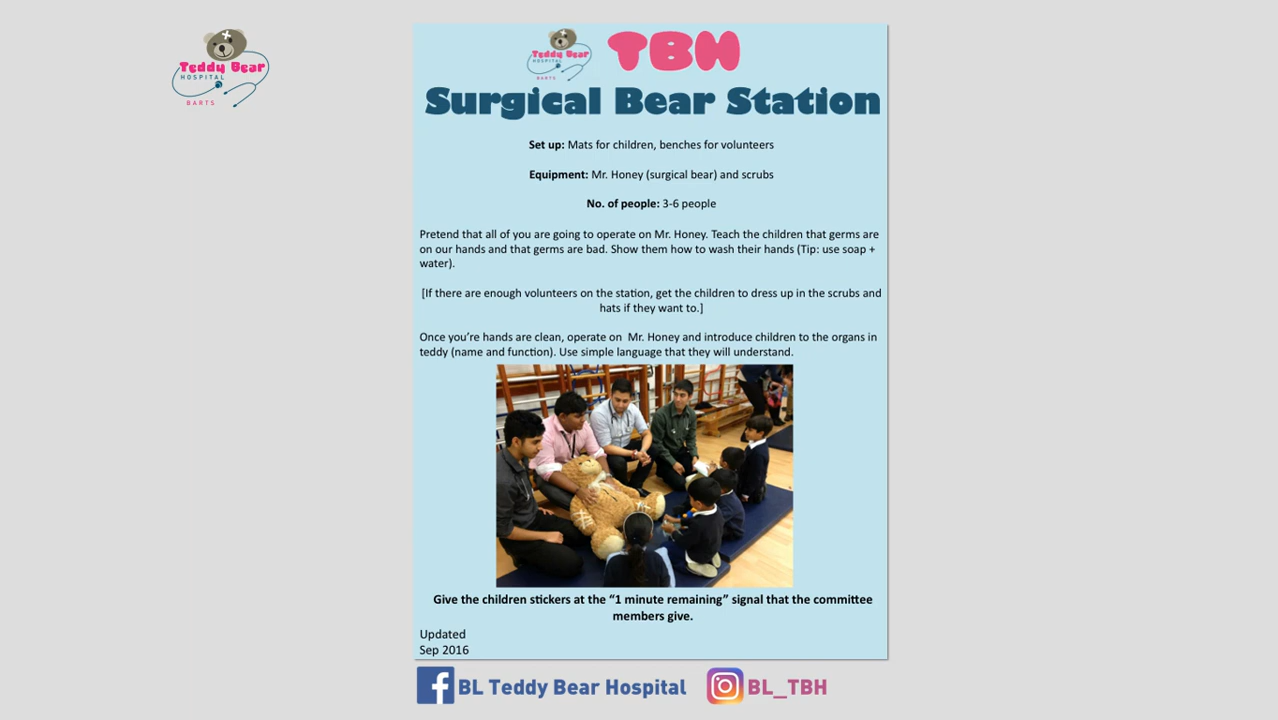 Teddy Bear
HOSPITAL
BARTS
Teddy Bear
HOSPITAL
BARTS
TBH
Surgical Bear Station
Set up: Mats for children, benches for volunteers
Equipment: Mr. Honey (surgical bear) and scrubs
No. of people: 3-6 people
Pretend that all of you are going to operate on Mr. Honey. Teach the children that germs are
on our hands and that germs are bad. Show them how to wash their hands (Tip: use soap +
water).
[If there are enough volunteers on the station, get the children to dress up in the scrubs and
hats if they want to.]
Once you’re hands are clean, operate on  Mr. Honey and introduce children to the organs in
teddy (name and function). Use simple language that they will understand.
Give the children stickers at the “1 minute remaining” signal that the committee
members give.
Updated
Sep 2016
BL Teddy Bear Hospital
BL_TBH